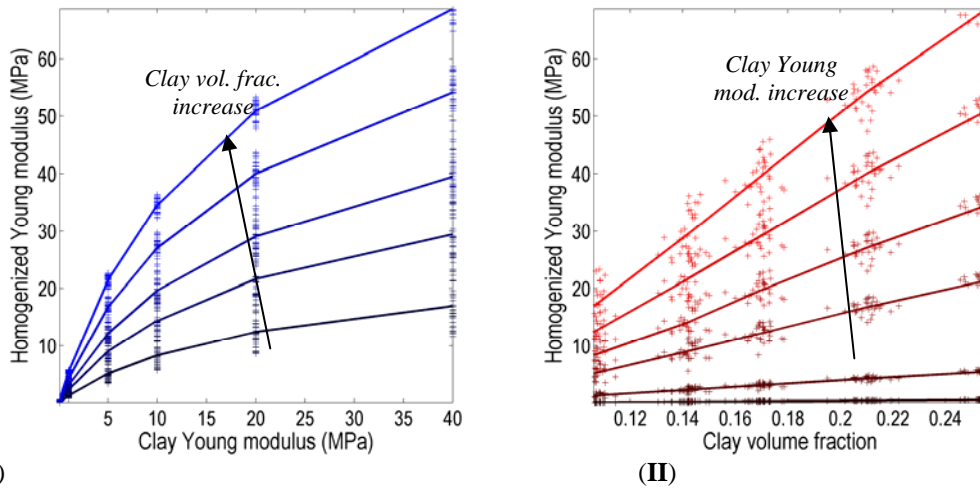 Homogenized Young modulus (MPa)
60
50
40
30
20
10
Clay vol. frac.
increase
5 10 15 20 25 30 35 40
Clay Young modulus (MPa)
)
Homogenized Young modulus (MPa)
60
50
40
30
20
10
Clay Young
mod. increase
0.12 0.14 0.16 0.18 0.2 0.22 0.24
Clay volume fraction
(II)